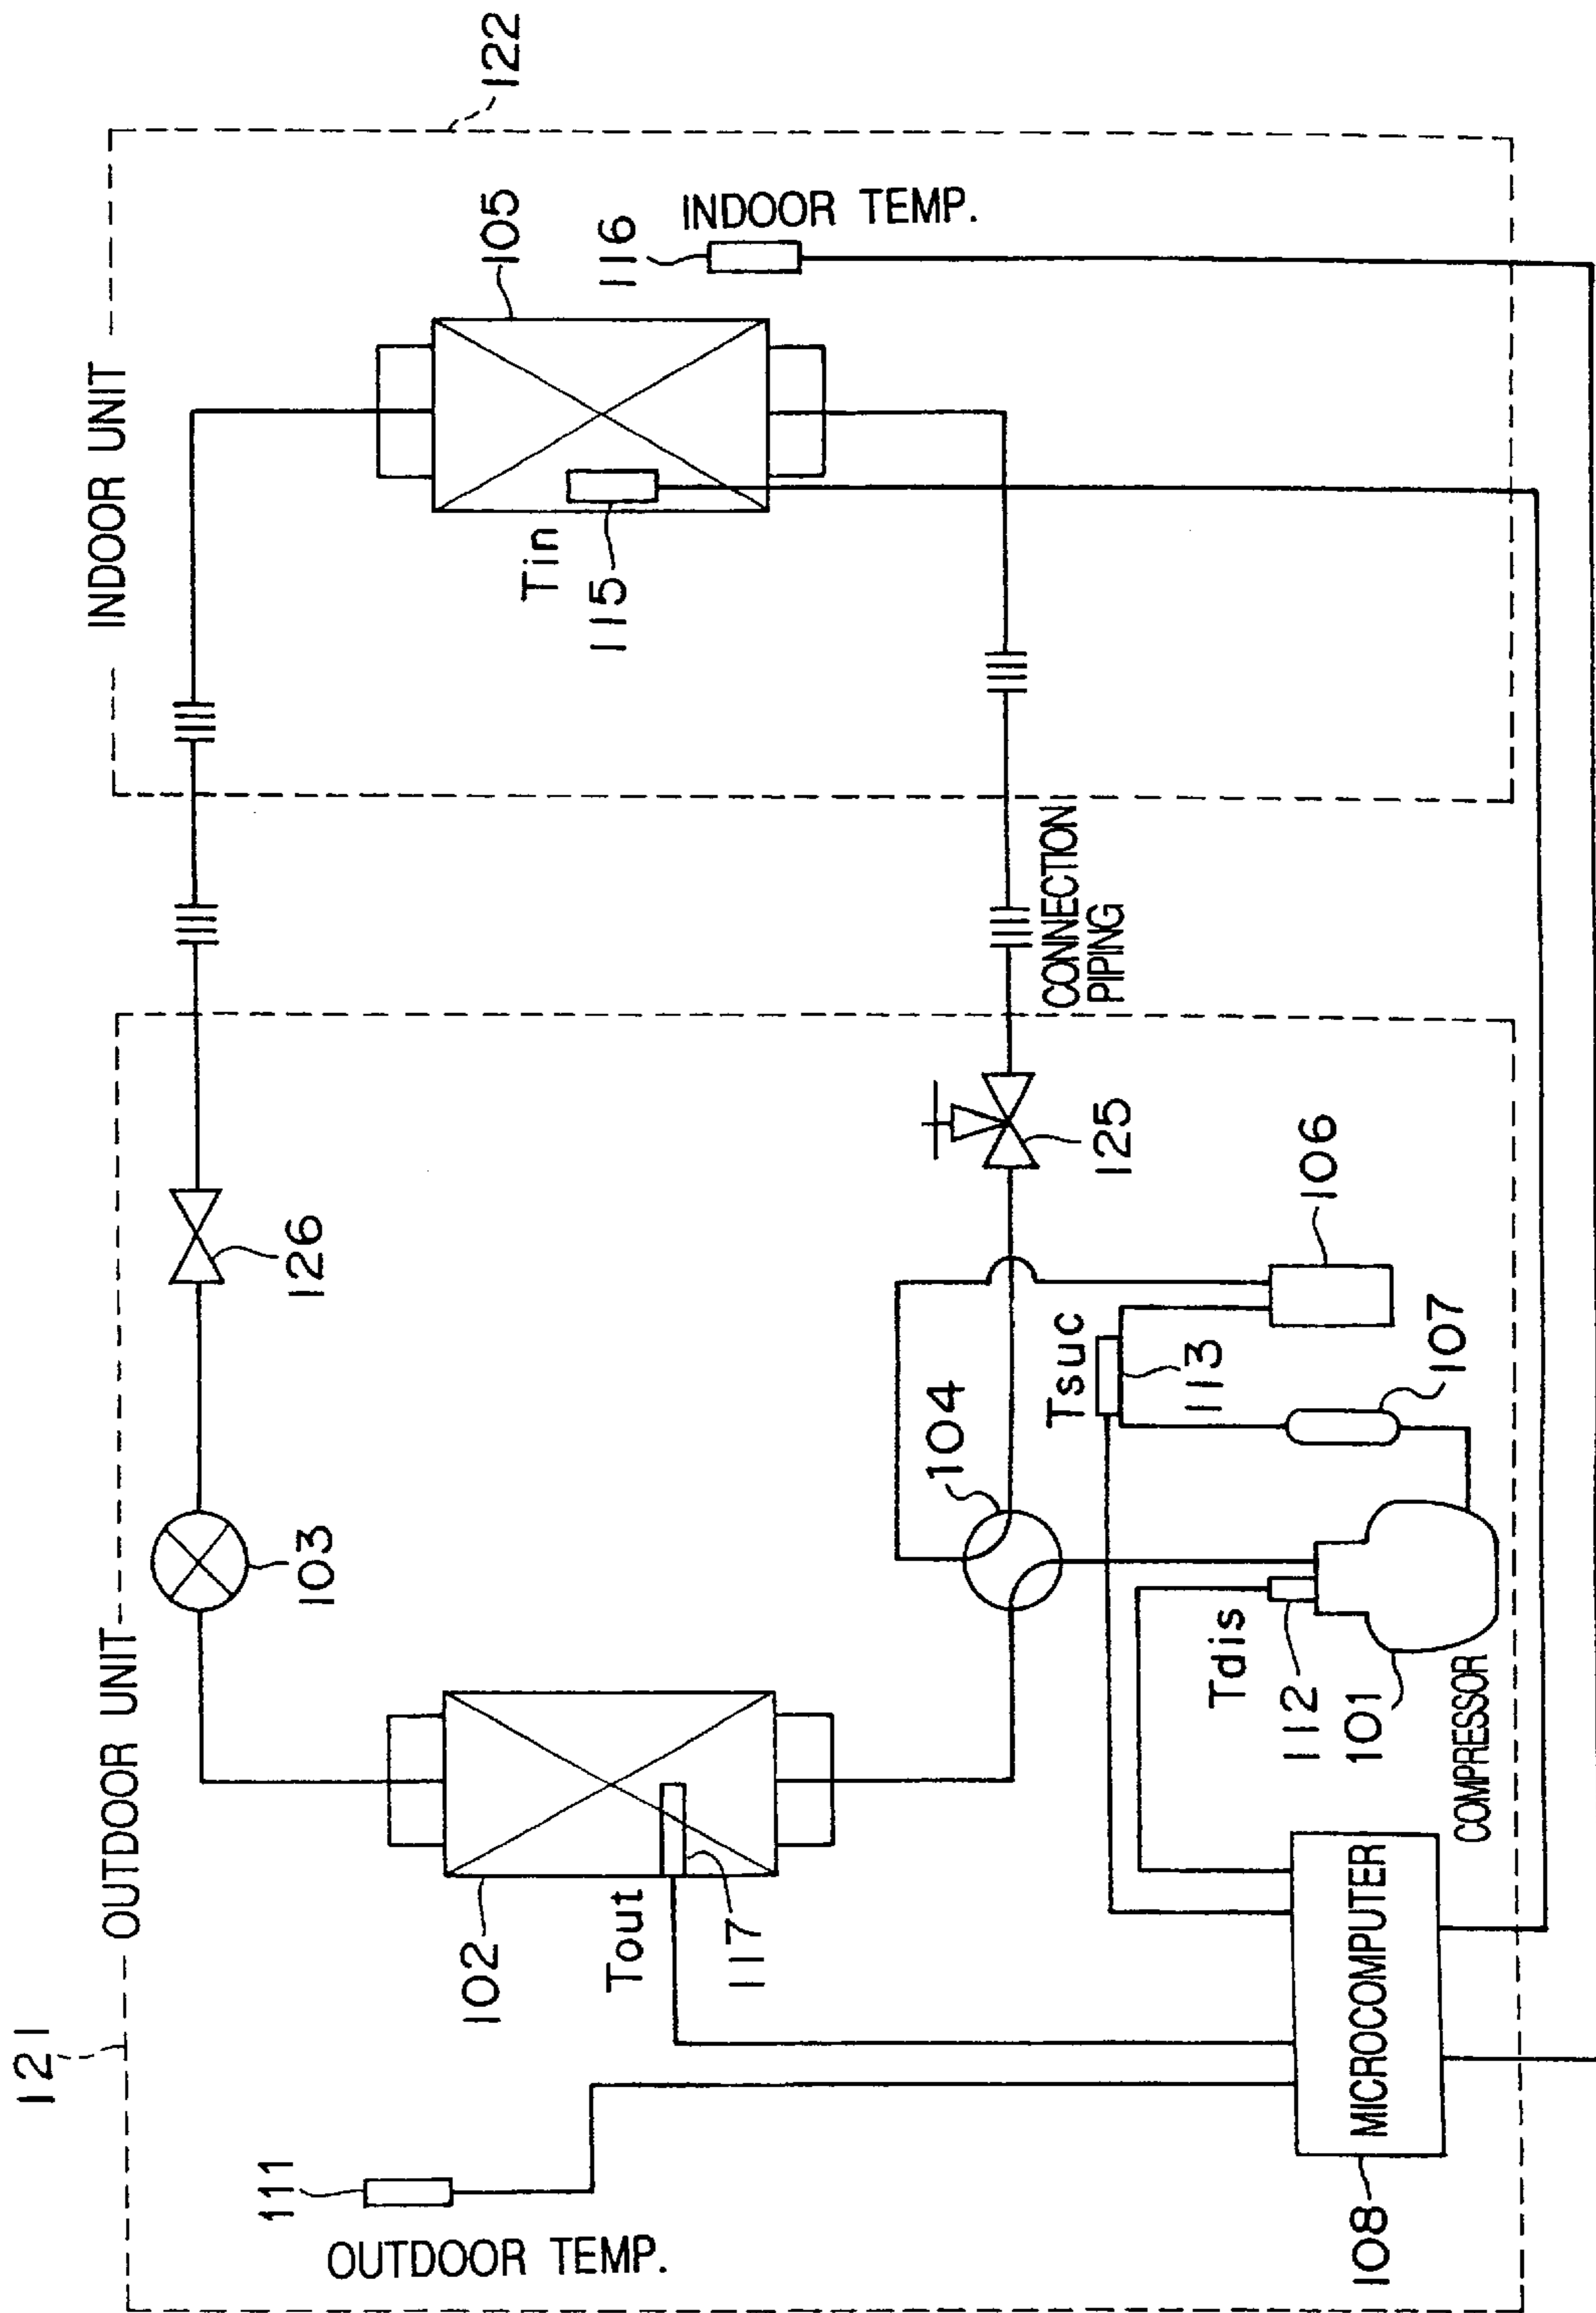 121
OUTDOOR UNIT
INDOOR UNIT
122
111
OUTDOOR TEMP.
102
Tout
117
103
126
104
125
CONNECTION
PIPING
Tin
115
105
116
INDOOR TEMP.
Tsuc
113
106
107
Tdis
112
101
COMPRESSOR
MICROCOMPUTER
108